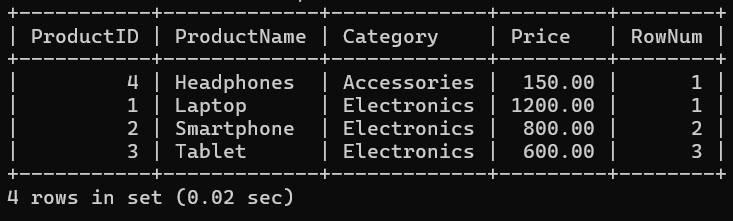 +-----------+-------------+-------------+---------+--------+
| ProductID | ProductName | Category    | Price   | RowNum |
+-----------+-------------+-------------+---------+--------+
|         4 | Headphones  | Accessories |  150.00 |      1 |
|         1 | Laptop      | Electronics | 1200.00 |      1 |
|         2 | Smartphone  | Electronics |  800.00 |      2 |
|         3 | Tablet      | Electronics |  600.00 |      3 |
+-----------+-------------+-------------+---------+--------+
4 rows in set (0.02 sec)